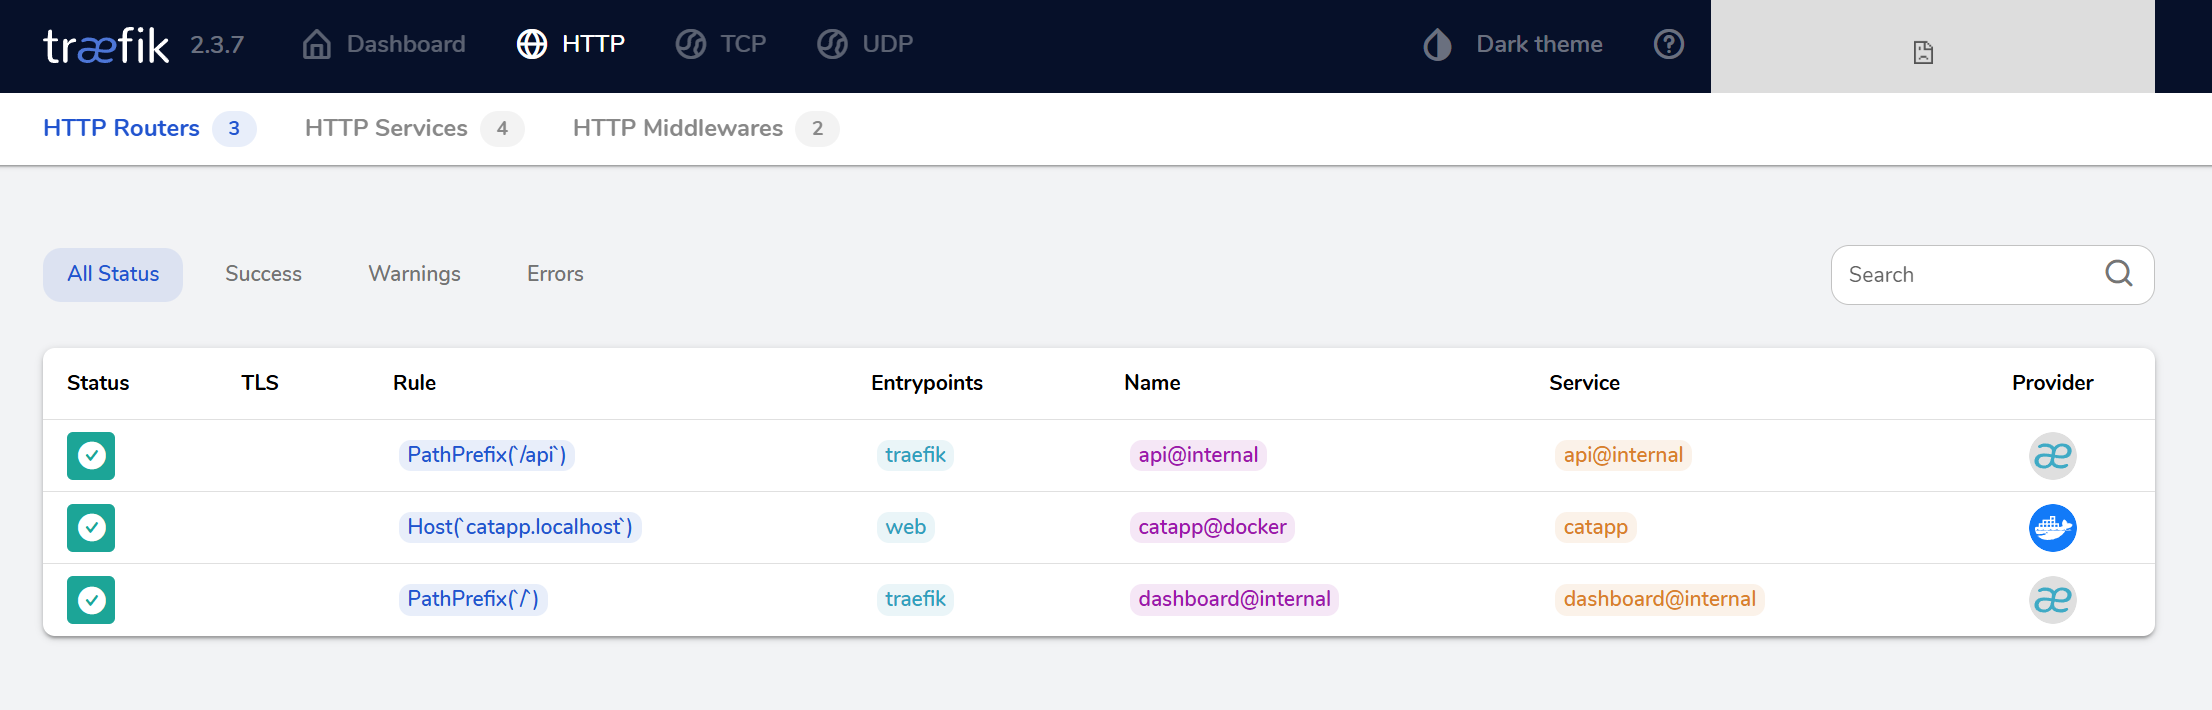 træfik 2.3.7 Dashboard HTTP TCP UDP Dark theme
HTTP Routers 3 HTTP Services 4 HTTP Middlewares 2
All Status Success Warnings Errors Search
Status TLS Rule Entrypoints Name Service Provider
PathPrefix(`/api`) traefik api@internal api@internal
Host(`catapp.localhost`) web catapp@docker catapp
PathPrefix(`/`) traefik dashboard@internal dashboard@internal